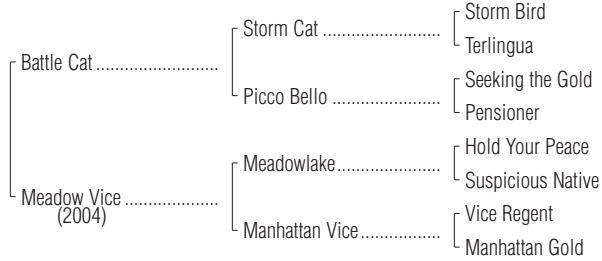 Storm Bird
Storm Cat ..........................
Terlingua
Battle Cat ...........................
Seeking the Gold
Picco Bello ........................
Pensioner
Hold Your Peace
Meadowlake .......................
Suspicious Native
Meadow Vice .....................
(2004)
Vice Regent
Manhattan Vice ..................
Manhattan Gold